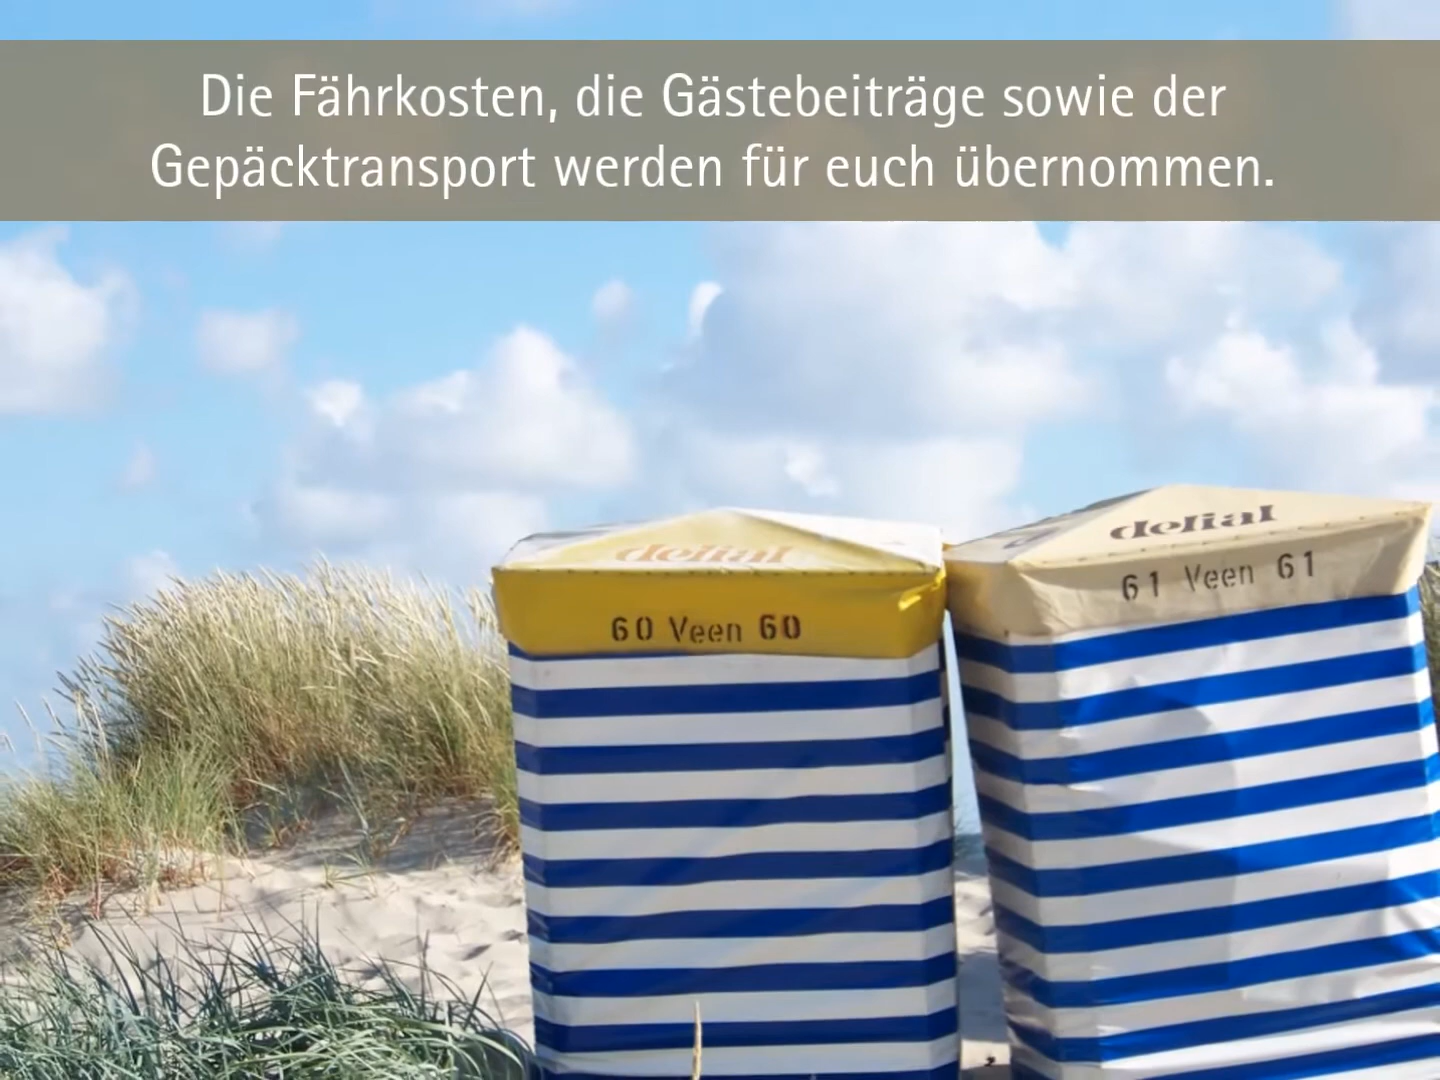 Die Fährkosten, die Gästebeiträge sowie der
Gepäcktransport werden für euch übernommen.
delial
delial
60 Veen 60
61 Veen 61